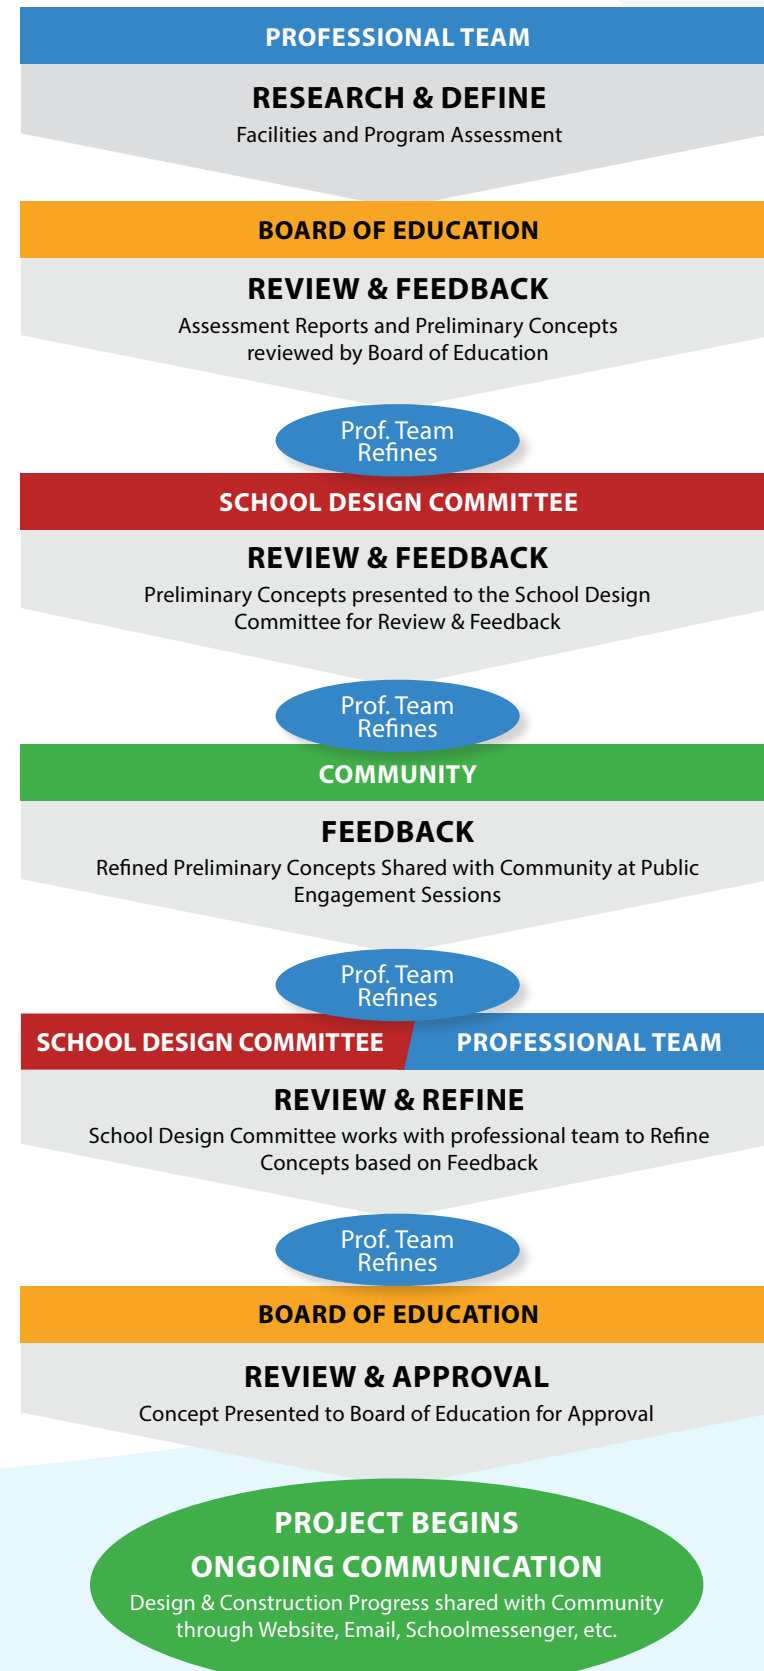 PROFESSIONAL TEAM
RESEARCH & DEFINE
Facilities and Program Assessment
BOARD OF EDUCATION
REVIEW & FEEDBACK
Assessment Reports and Preliminary Concepts
reviewed by Board of Education
Prof. Team
Refines
SCHOOL DESIGN COMMITTEE
REVIEW & FEEDBACK
Preliminary Concepts presented to the School Design
Committee for Review & Feedback
Prof. Team
Refines
COMMUNITY
FEEDBACK
Refined Preliminary Concepts Shared with Community at Public
Engagement Sessions
Prof. Team
Refines
SCHOOL DESIGN COMMITTEE
PROFESSIONAL TEAM
REVIEW & REFINE
School Design Committee works with professional team to Refine
Concepts based on Feedback
Prof. Team
Refines
BOARD OF EDUCATION
REVIEW & APPROVAL
Concept Presented to Board of Education for Approval
PROJECT BEGINS
ONGOING COMMUNICATION
Design & Construction Progress shared with Community
through Website, Email, Schoolmessenger, etc.